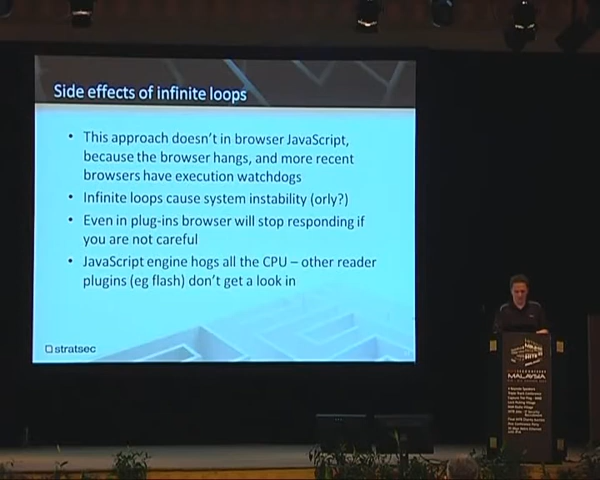 Side effects of infinite loops
• This approach doesn't in browser JavaScript,
because the browser hangs, and more recent
browsers have execution watchdogs
• Infinite loops cause system instability (orly?)
• Even in plug-ins browser will stop responding if
you are not careful
• JavaScript engine hogs all the CPU – other reader
plugins (eg flash) don't get a look in
stratsec
MALAYSIA